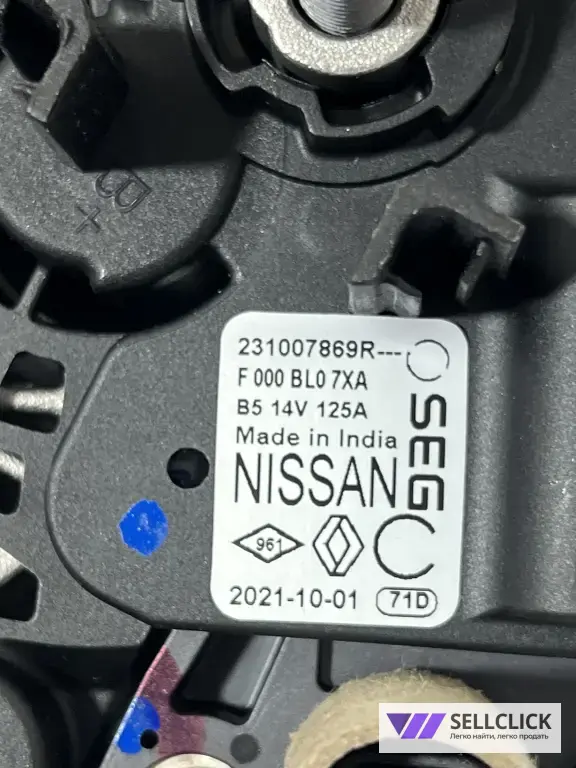 B+
231007869R---
F 000 BL0 7XA
B5 14V 125A
Made in India
SEG
NISSAN
961
2021-10-01 71D
SELLCLICK
Легко найти, легко продать